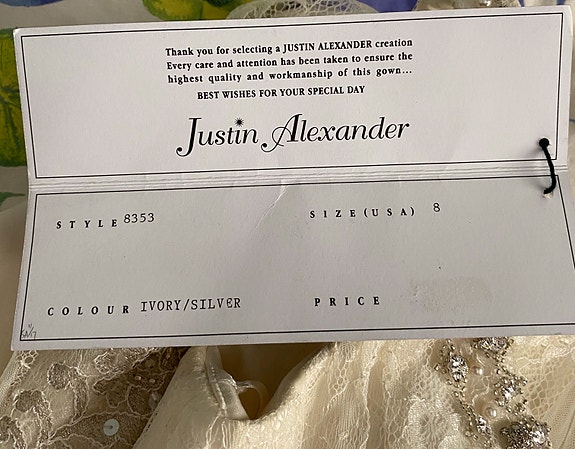 Thank you for selecting a JUSTIN ALEXANDER creation
Every care and attention has been taken to ensure the
highest quality and workmanship of this gown...
BEST WISHES FOR YOUR SPECIAL DAY
Justin Alexander
STYLE 8353 SIZE(USA) 8
COLOUR IVORY/SILVER PRICE